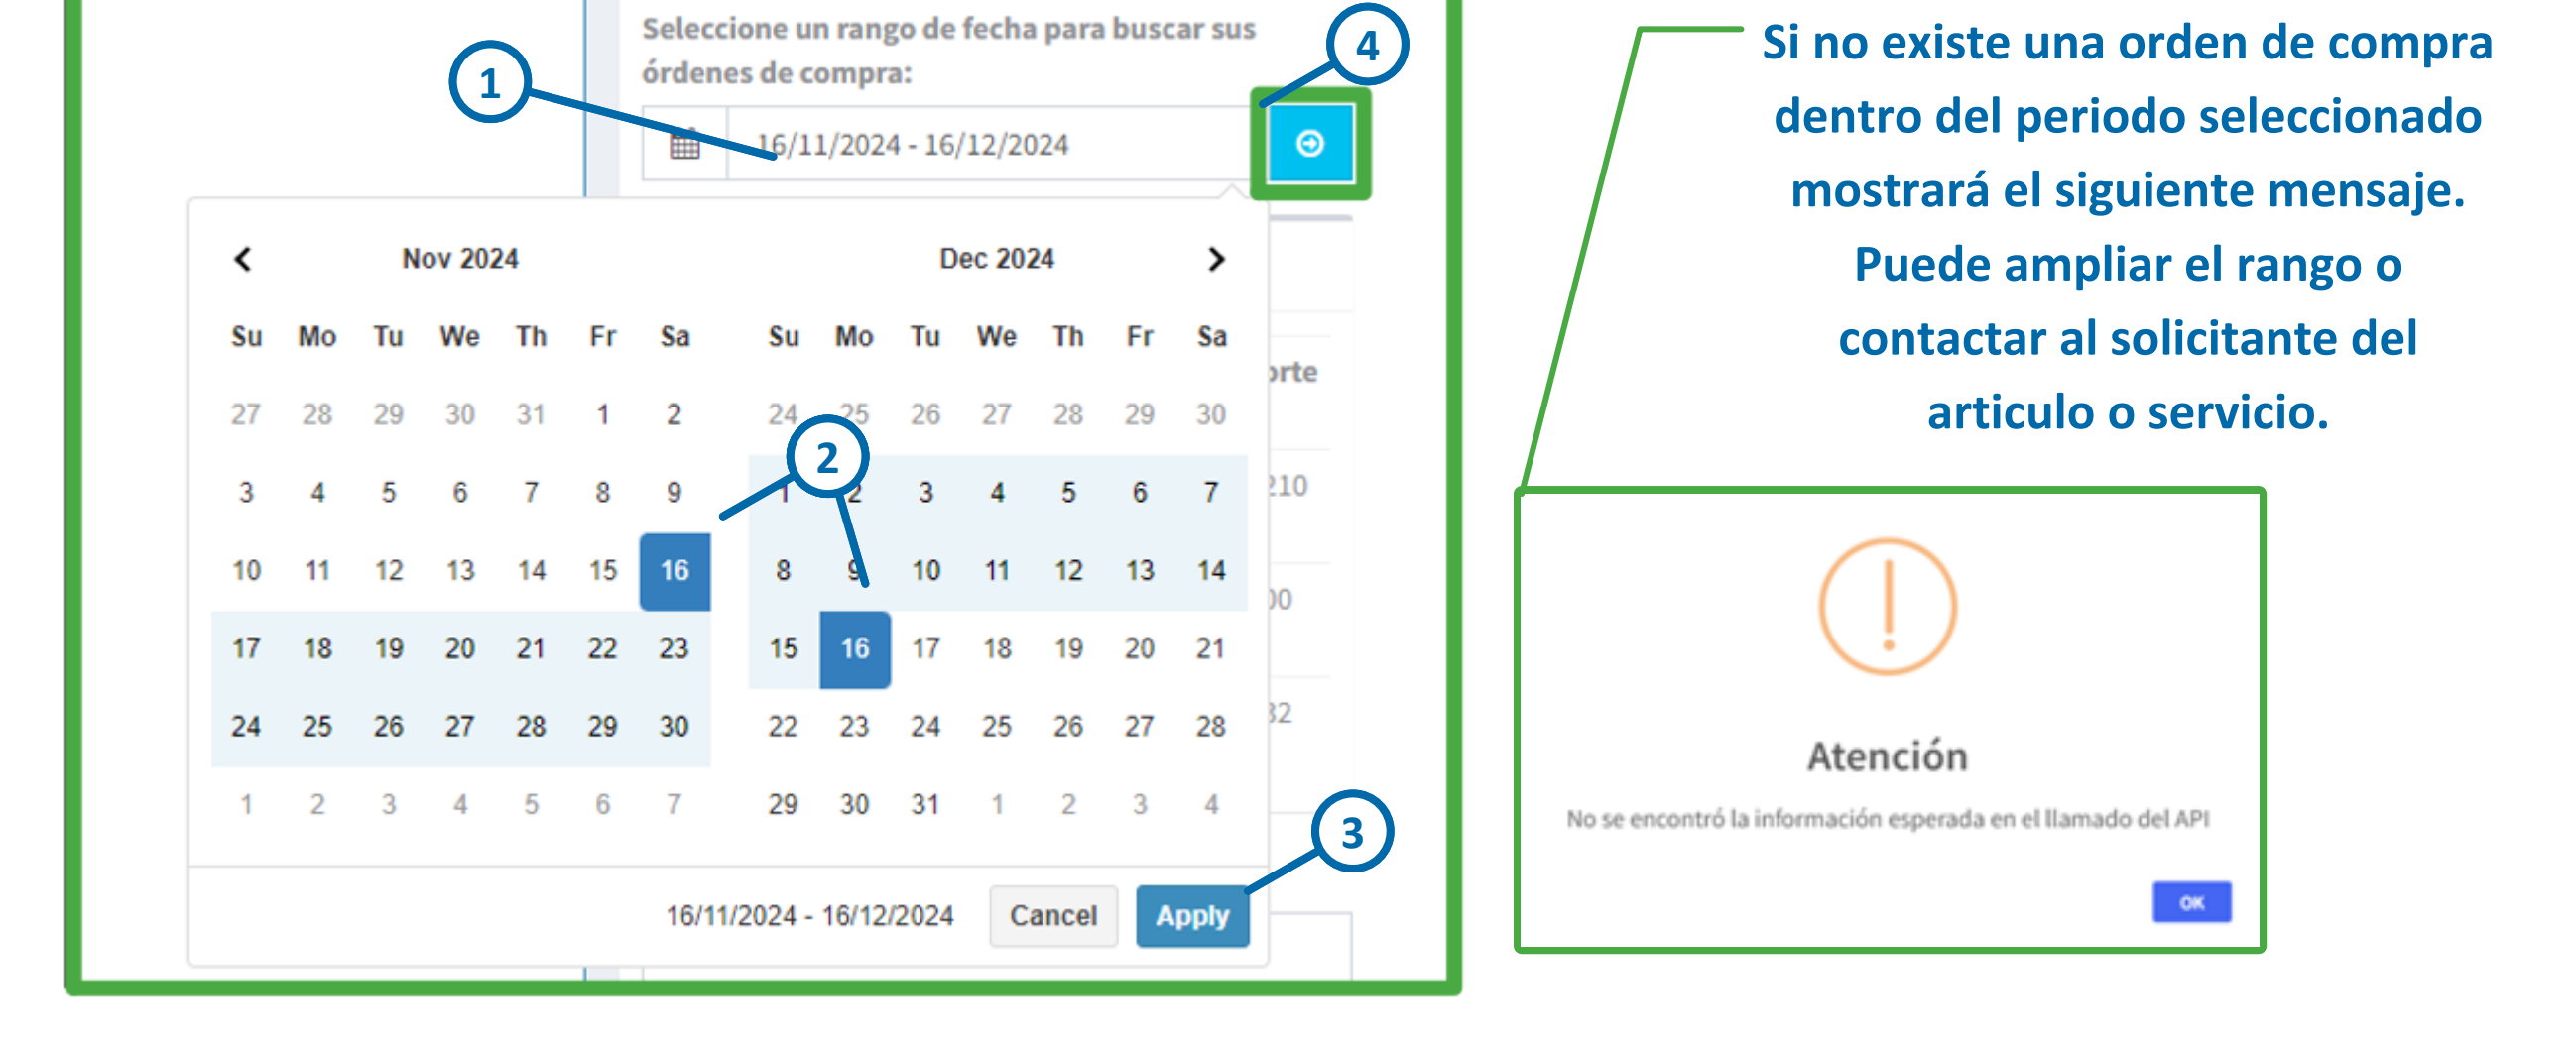 Seleccione un rango de fecha para buscar sus
órdenes de compra:
1
4
16/11/2024 - 16/12/2024
Nov 2024
Su Mo Tu We Th Fr Sa
27 28 29 30 31 1 2
3 4 5 6 7 8 9
10 11 12 13 14 15 16
17 18 19 20 21 22 23
24 25 26 27 28 29 30
1 2 3 4 5 6 7
Dec 2024
Su Mo Tu We Th Fr Sa
24 25 26 27 28 29 30
1 2 3 4 5 6 7
8 9 10 11 12 13 14
15 16 17 18 19 20 21
22 23 24 25 26 27 28
29 30 31 1 2 3 4
2
3
16/11/2024 - 16/12/2024 Cancel Apply
Si no existe una orden de compra
dentro del periodo seleccionado
mostrará el siguiente mensaje.
Puede ampliar el rango o
contactar al solicitante del
articulo o servicio.
Atención
No se encontró la información esperada en el llamado del API
OK